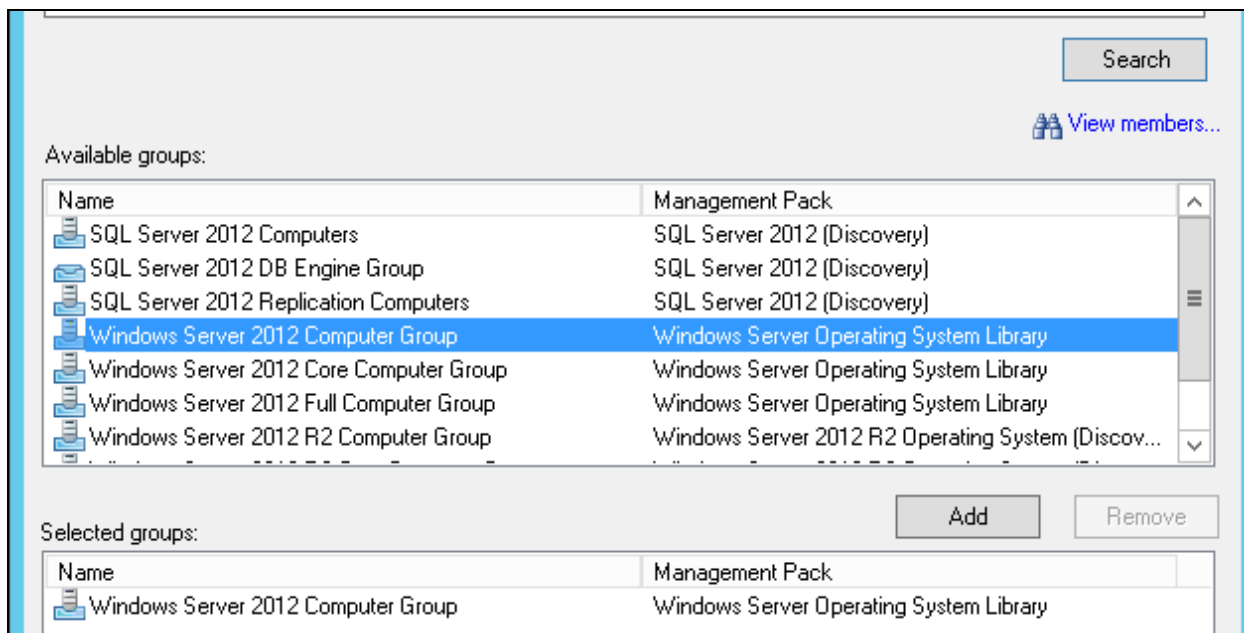 Search
View members...
Available groups:
Name Management Pack
SQL Server 2012 Computers SQL Server 2012 (Discovery)
SQL Server 2012 DB Engine Group SQL Server 2012 (Discovery)
SQL Server 2012 Replication Computers SQL Server 2012 (Discovery)
Windows Server 2012 Computer Group Windows Server Operating System Library
Windows Server 2012 Core Computer Group Windows Server Operating System Library
Windows Server 2012 Full Computer Group Windows Server Operating System Library
Windows Server 2012 R2 Computer Group Windows Server 2012 R2 Operating System (Discov...
Add Remove
Selected groups:
Name Management Pack
Windows Server 2012 Computer Group Windows Server Operating System Library